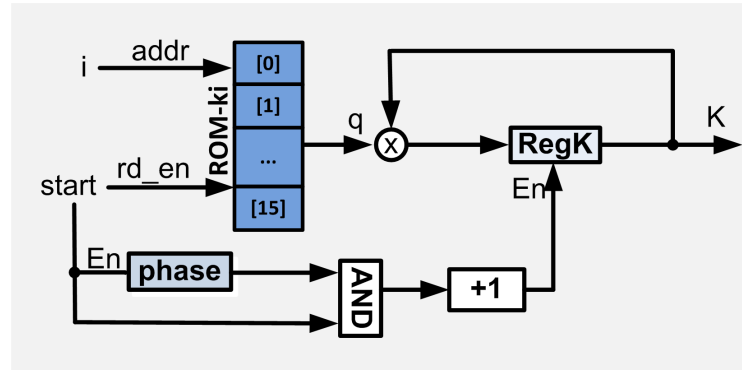 i
addr
[0]
[1]
...
[15]
ROM-ki
start
rd_en
q
x
RegK
K
En
En
phase
AND
+1